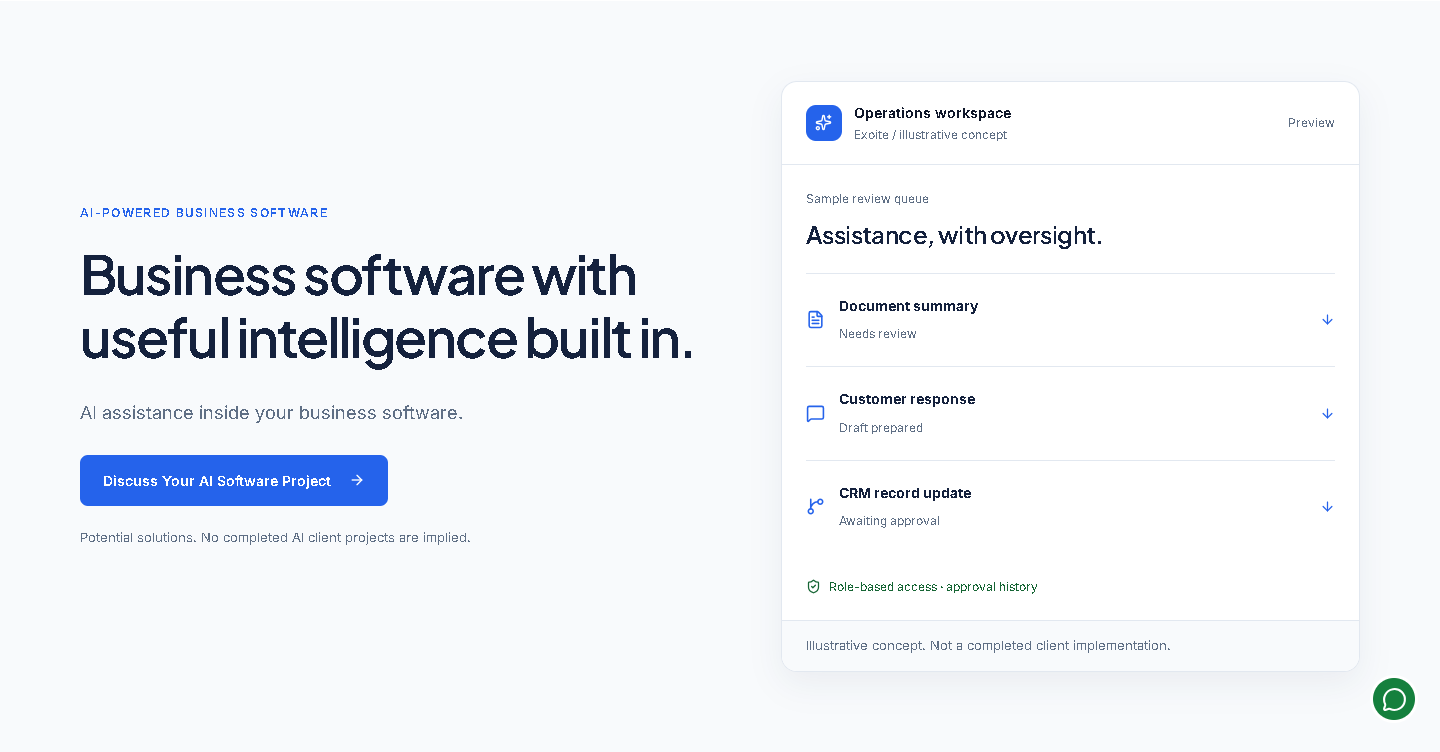 AI-POWERED BUSINESS SOFTWARE
Business software with
useful intelligence built in.
AI assistance inside your business software.
Discuss Your AI Software Project
Potential solutions. No completed AI client projects are implied.
Operations workspace
Exoite / illustrative concept
Preview
Sample review queue
Assistance, with oversight.
Document summary
Needs review
Customer response
Draft prepared
CRM record update
Awaiting approval
Role-based access · approval history
Illustrative concept. Not a completed client implementation.